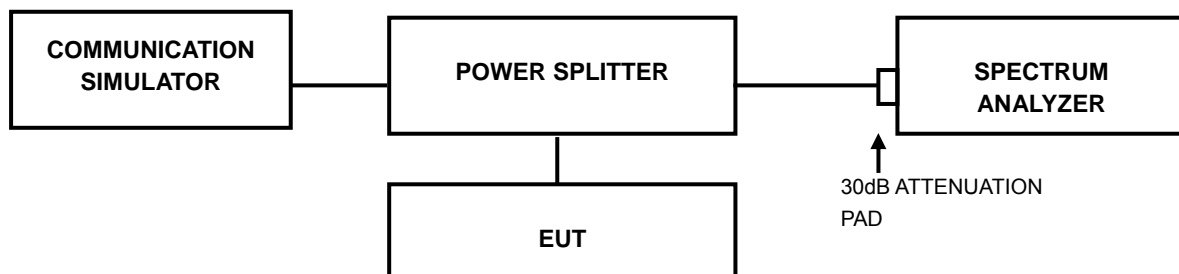 COMMUNICATION
SIMULATOR
POWER SPLITTER
SPECTRUM
ANALYZER
30dB ATTENUATION
PAD
EUT